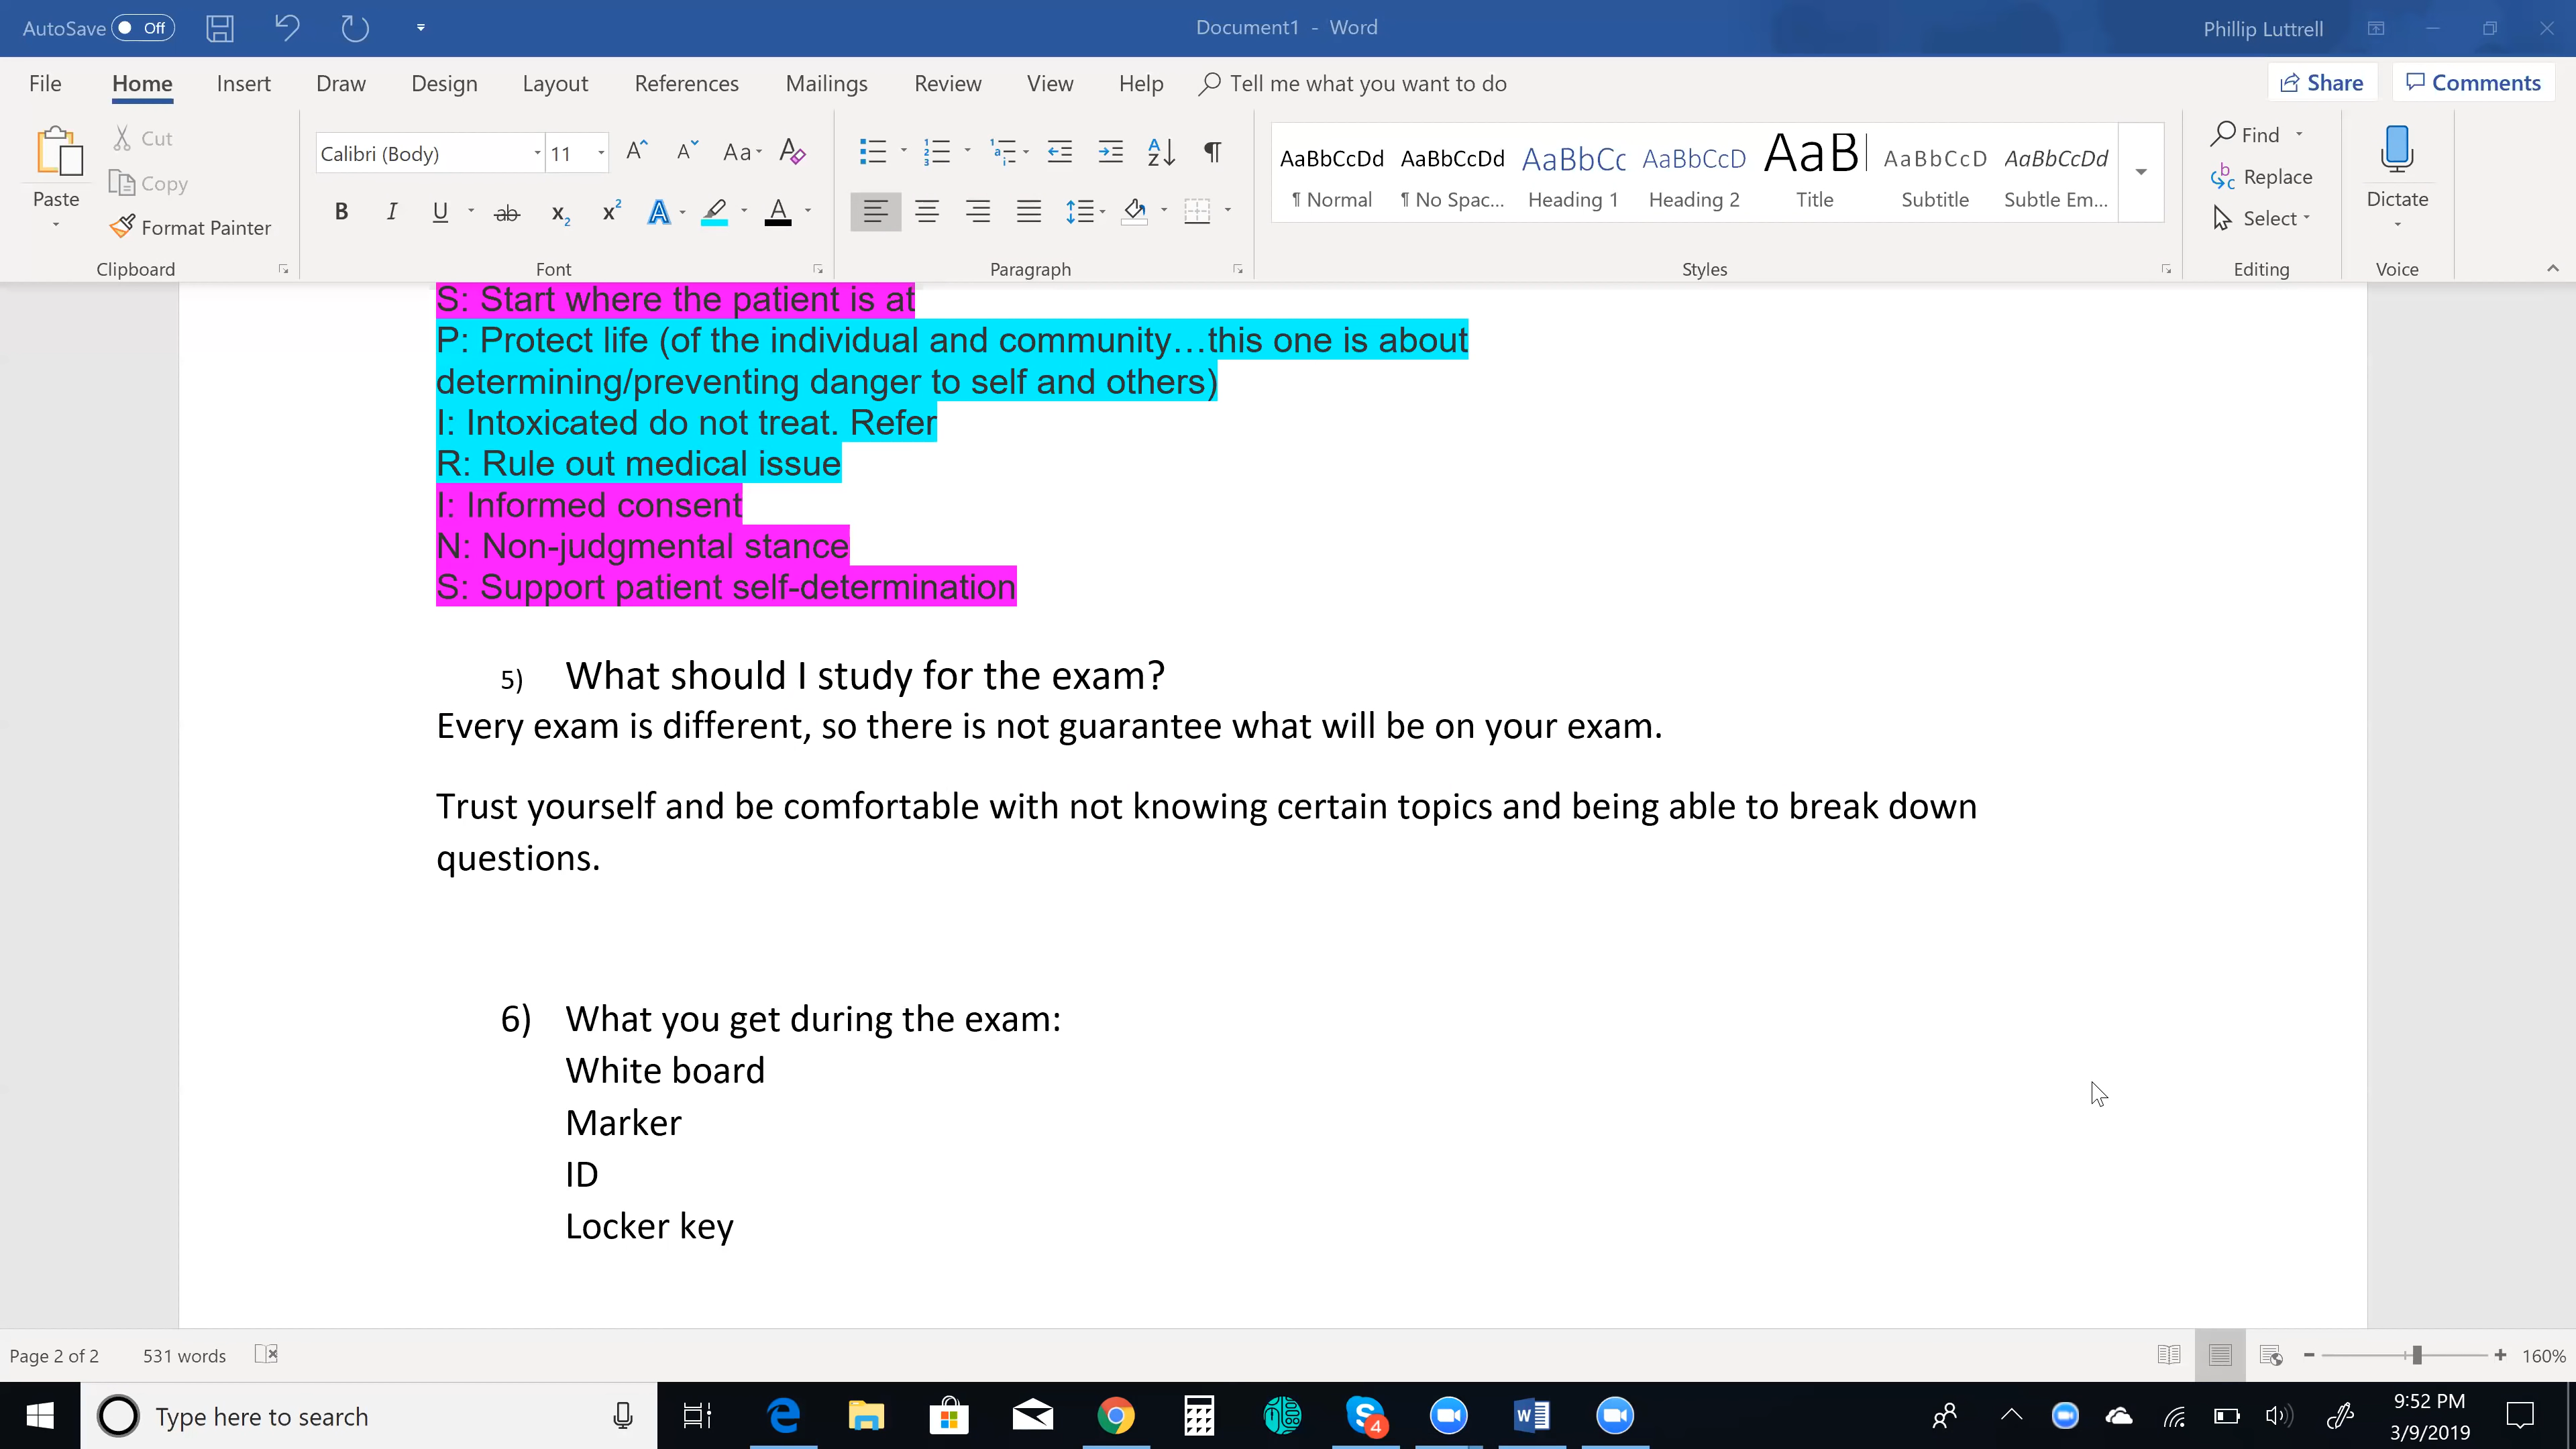 AutoSave Off
Document1 - Word
Phillip Luttrell
File Home Insert Draw Design Layout References Mailings Review View Help Tell me what you want to do Share Comments
Paste
Cut
Copy
Format Painter
Clipboard
Calibri (Body) 11
Font
Paragraph
AaBbCcDd AaBbCcDd AaBbCc AaBbCcD AaB AaBbCcD AaBbCcDd
¶ Normal ¶ No Spac... Heading 1 Heading 2 Title Subtitle Subtle Em...
Styles
Find
Replace
Select
Editing
Dictate
Voice
S: Start where the patient is at
P: Protect life (of the individual and community…this one is about
determining/preventing danger to self and others)
I: Intoxicated do not treat. Refer
R: Rule out medical issue
I: Informed consent
N: Non-judgmental stance
S: Support patient self-determination
5) What should I study for the exam?
Every exam is different, so there is not guarantee what will be on your exam.
Trust yourself and be comfortable with not knowing certain topics and being able to break down
questions.
6) What you get during the exam:
White board
Marker
ID
Locker key
Page 2 of 2 531 words 160%
Type here to search
4
9:52 PM
3/9/2019